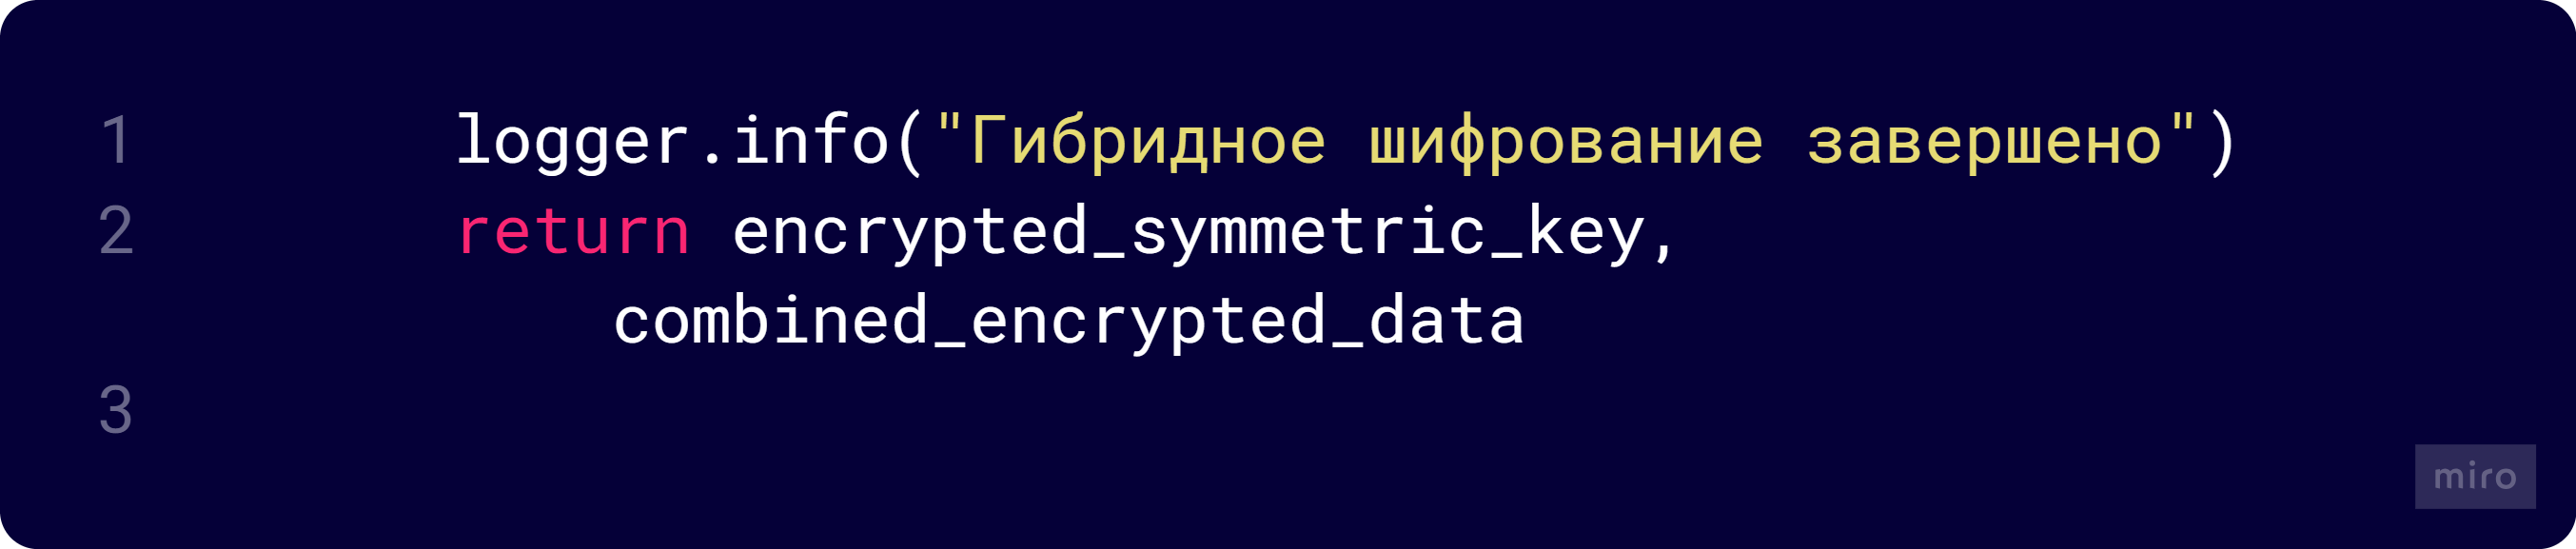 1 logger.info("Гибридное шифрование завершено")
2 return encrypted_symmetric_key,
combined_encrypted_data
3
miro